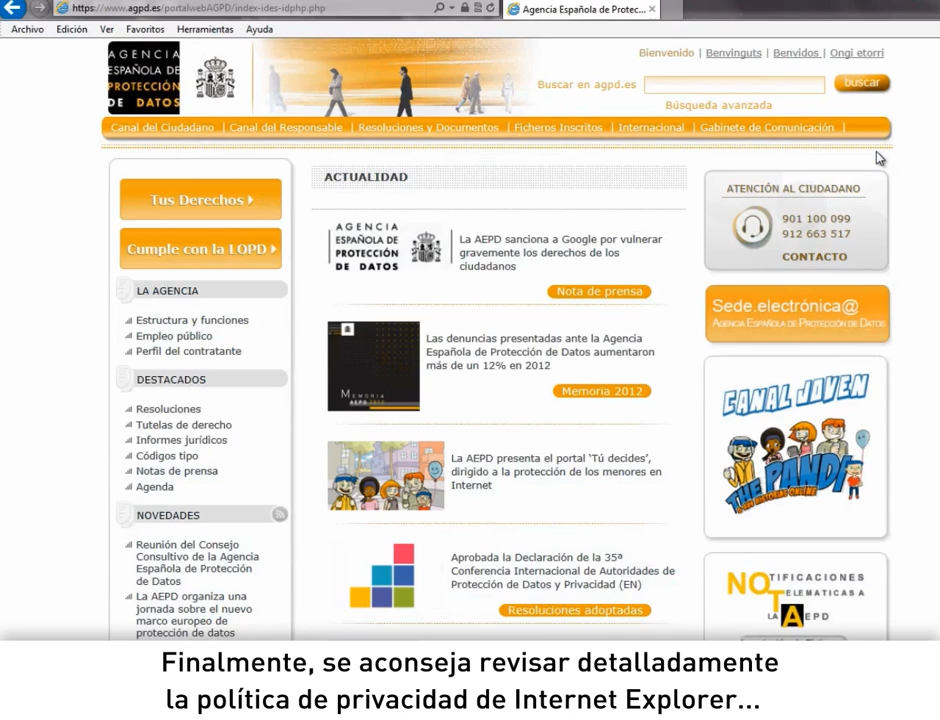 https://www.agpd.es/portalwebAGPD/index-ides-idphp.php
Agencia Española de Protec...
Archivo Edición Ver Favoritos Herramientas Ayuda
AGENCIA
ESPAÑOLA DE
PROTECCIÓN
DE DATOS
Bienvenido | Benvinguts | Benvidos | Ongi etorri
Buscar en agpd.es
buscar
Búsqueda avanzada
Canal del Ciudadano | Canal del Responsable | Resoluciones y Documentos | Ficheros Inscritos | Internacional | Gabinete de Comunicación |
Tus Derechos
Cumple con la LOPD
LA AGENCIA
Estructura y funciones
Empleo público
Perfil del contratante
DESTACADOS
Resoluciones
Tutelas de derecho
Informes jurídicos
Códigos tipo
Notas de prensa
Agenda
NOVEDADES
Reunión del Consejo
Consultivo de la Agencia
Española de Protección
de Datos
La AEPD organiza una
jornada sobre el nuevo
marco europeo de
protección de datos
ACTUALIDAD
AGENCIA
ESPAÑOLA DE
PROTECCIÓN
DE DATOS
La AEPD sanciona a Google por vulnerar
gravemente los derechos de los
ciudadanos
Nota de prensa
MEMORIA
AEPD 2012
Las denuncias presentadas ante la Agencia
Española de Protección de Datos aumentaron
más de un 12% en 2012
Memoria 2012
La AEPD presenta el portal ‘Tú decides’,
dirigido a la protección de los menores en
Internet
Aprobada la Declaración de la 35ª
Conferencia Internacional de Autoridades de
Protección de Datos y Privacidad (EN)
Resoluciones adoptadas
ATENCIÓN AL CIUDADANO
901 100 099
912 663 517
CONTACTO
Sede.electrónica@
AGENCIA ESPAÑOLA DE PROTECCIÓN DE DATOS
CANAL JOVEN
THE PANDI
NOTIFICACIONES
TELEMATICAS A
LA AEPD
Finalmente, se aconseja revisar detalladamente
la política de privacidad de Internet Explorer...